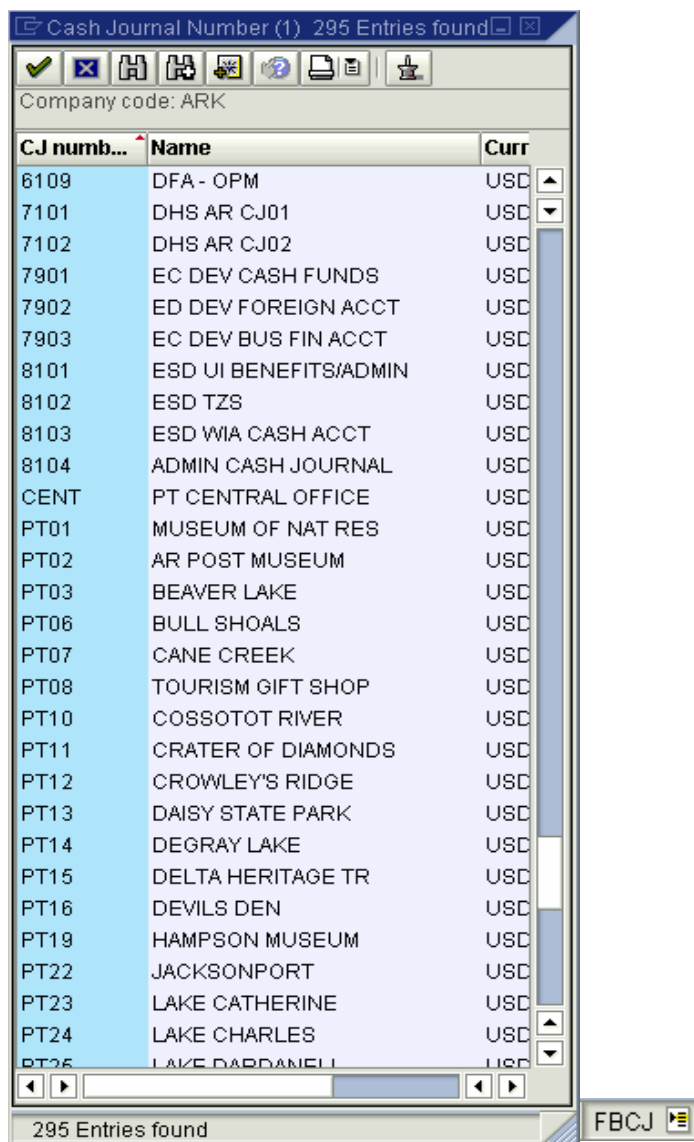 Cash Journal Number (1) 295 Entries found
Company code: ARK
CJ numb... Name Curr
6109 DFA - OPM USD
7101 DHS AR CJ01 USD
7102 DHS AR CJ02 USD
7901 EC DEV CASH FUNDS USD
7902 ED DEV FOREIGN ACCT USD
7903 EC DEV BUS FIN ACCT USD
8101 ESD UI BENEFITS/ADMIN USD
8102 ESD TZS USD
8103 ESD WIA CASH ACCT USD
8104 ADMIN CASH JOURNAL USD
CENT PT CENTRAL OFFICE USD
PT01 MUSEUM OF NAT RES USD
PT02 AR POST MUSEUM USD
PT03 BEAVER LAKE USD
PT06 BULL SHOALS USD
PT07 CANE CREEK USD
PT08 TOURISM GIFT SHOP USD
PT10 COSSOTOT RIVER USD
PT11 CRATER OF DIAMONDS USD
PT12 CROWLEY'S RIDGE USD
PT13 DAISY STATE PARK USD
PT14 DEGRAY LAKE USD
PT15 DELTA HERITAGE TR USD
PT16 DEVILS DEN USD
PT19 HAMPSON MUSEUM USD
PT22 JACKSONPORT USD
PT23 LAKE CATHERINE USD
PT24 LAKE CHARLES USD
LAKE DARDANELL USD
295 Entries found
FBCJ